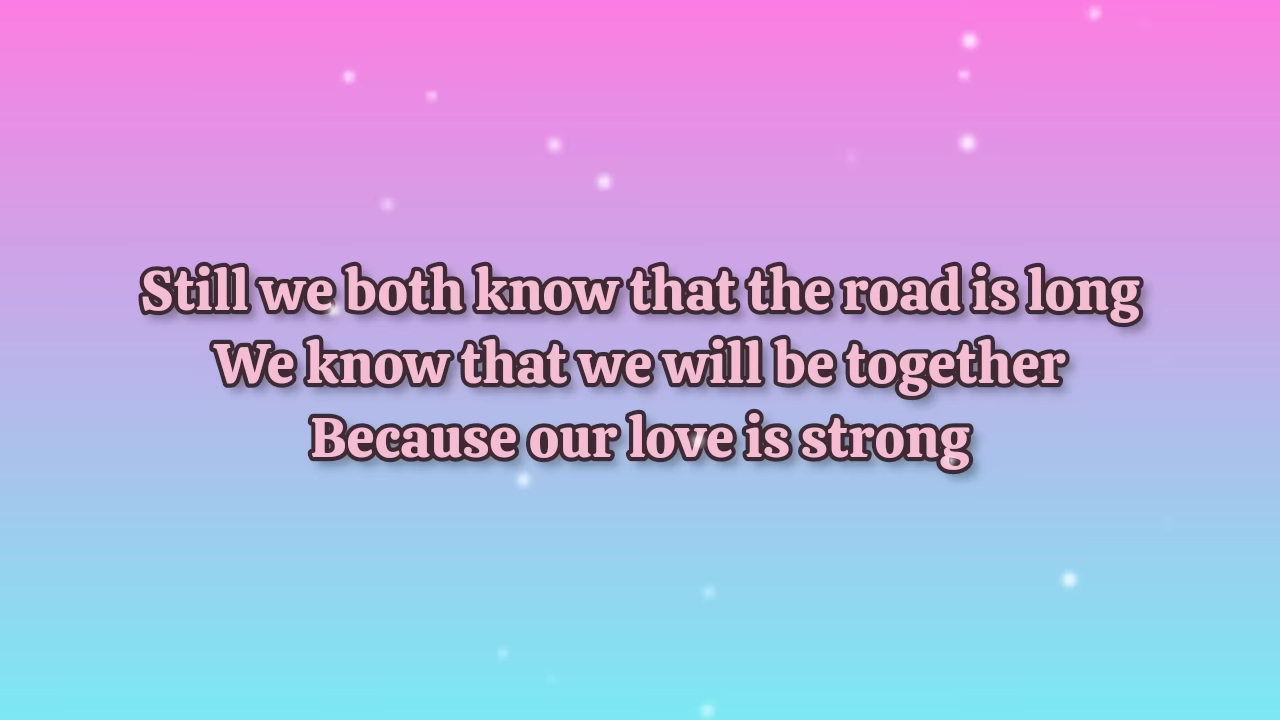 Still we both know that the road is long
We know that we will be together
Because our love is strong